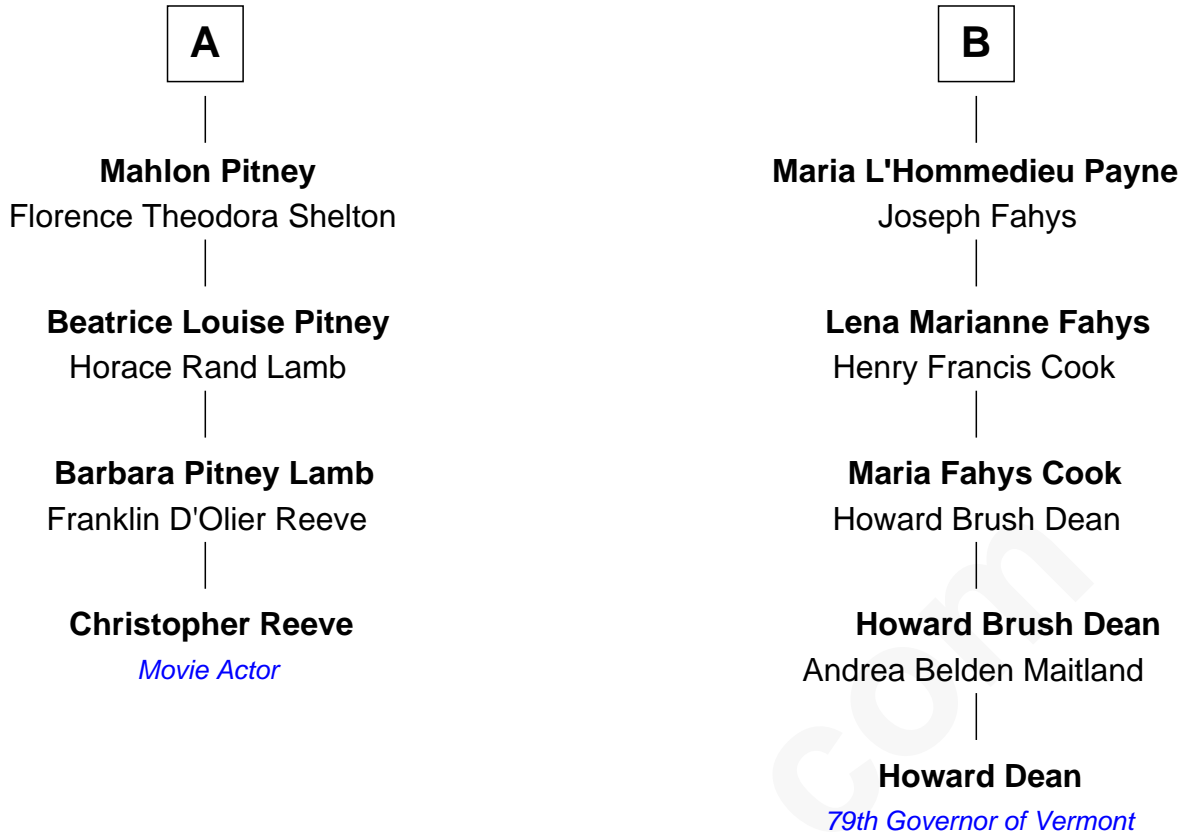 A
Mahlon Pitney
Florence Theodora Shelton
Beatrice Louise Pitney
Horace Rand Lamb
Barbara Pitney Lamb
Franklin D'Olier Reeve
Christopher Reeve
Movie Actor
B
Maria L'Hommedieu Payne
Joseph Fahys
Lena Marianne Fahys
Henry Francis Cook
Maria Fahys Cook
Howard Brush Dean
Howard Brush Dean
Andrea Belden Maitland
Howard Dean
79th Governor of Vermont
com